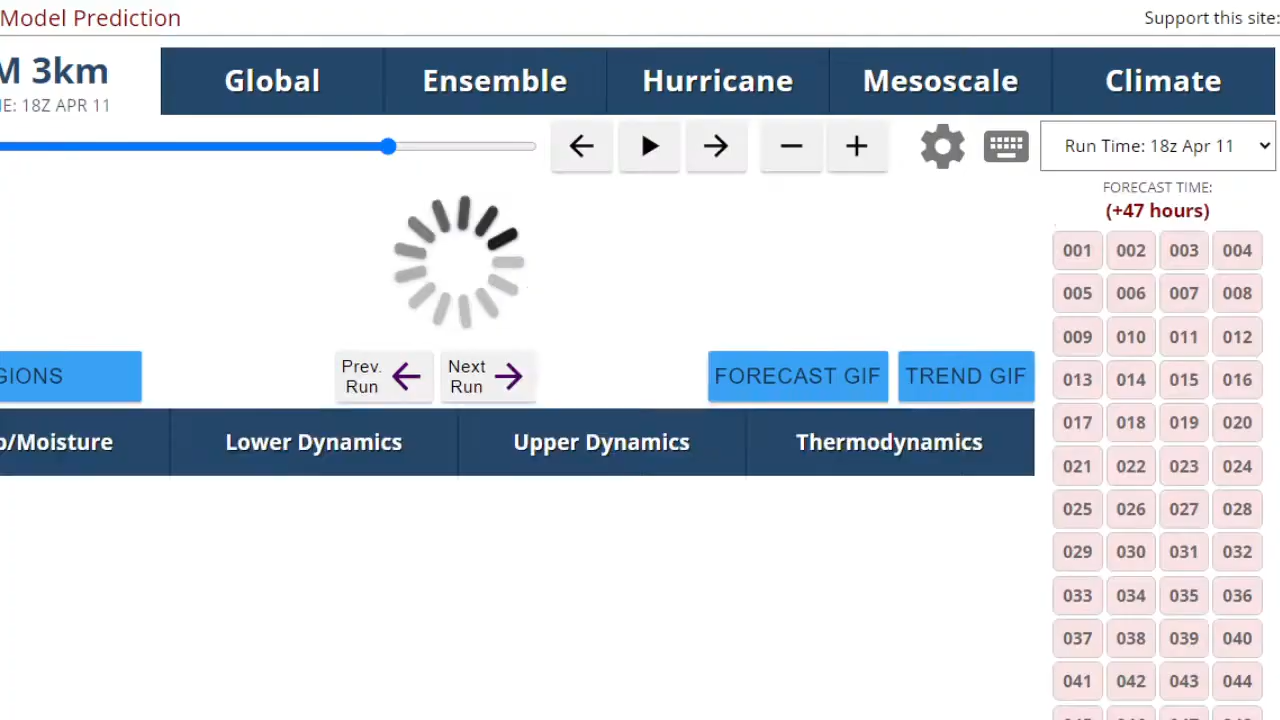 Model Prediction
Support this site:
M 3km
Global
Ensemble
Hurricane
Mesoscale
Climate
E: 18Z APR 11
Run Time: 18z Apr 11
FORECAST TIME:
(+47 hours)
001 002 003 004
005 006 007 008
009 010 011 012
013 014 015 016
017 018 019 020
021 022 023 024
025 026 027 028
029 030 031 032
033 034 035 036
037 038 039 040
041 042 043 044
GIONS
Prev.
Run
Next
Run
FORECAST GIF
TREND GIF
p/Moisture
Lower Dynamics
Upper Dynamics
Thermodynamics